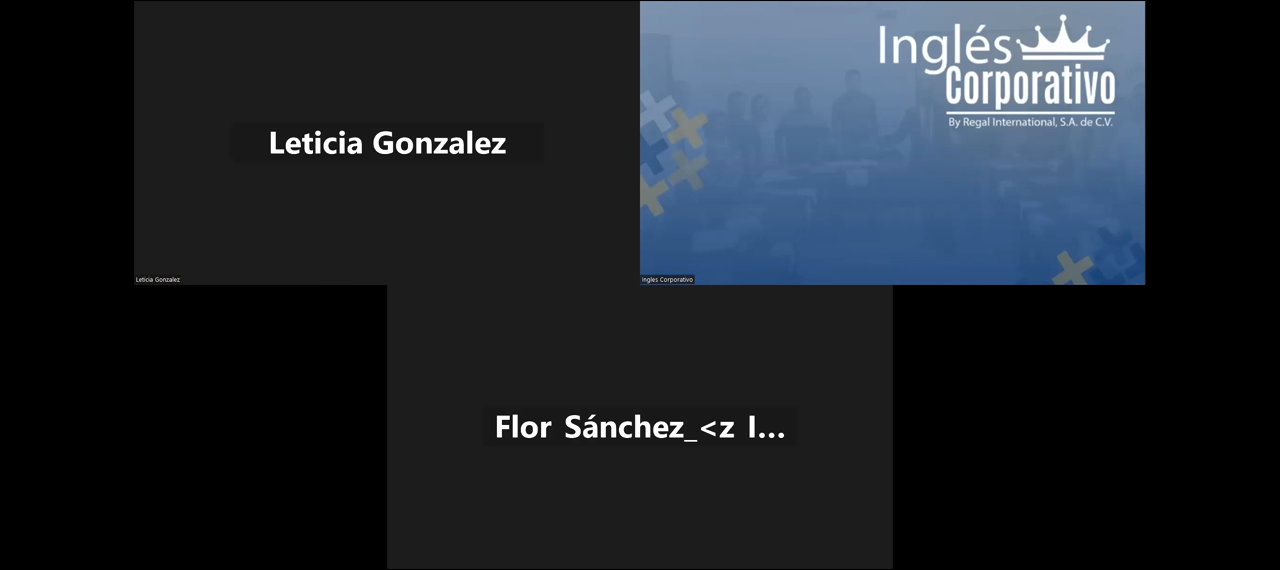 Leticia Gonzalez
Leticia Gonzalez
Inglés
Corporativo
By Regal International, S.A. de C.V.
Ingles Corporativo
Flor Sánchez_<z I...